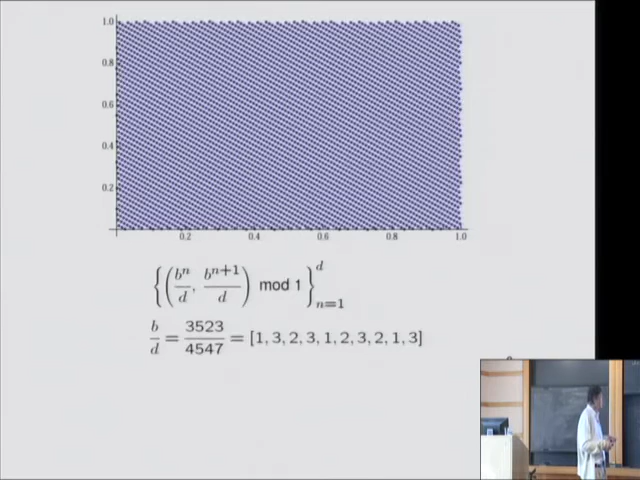 1.0
0.8
0.6
0.4
0.2
0.2 0.4 0.6 0.8 1.0
{(b^n/d, b^{n+1}/d) mod 1}_{n=1}^d
b/d = 3523/4547 = [1, 3, 2, 3, 1, 2, 3, 2, 1, 3]